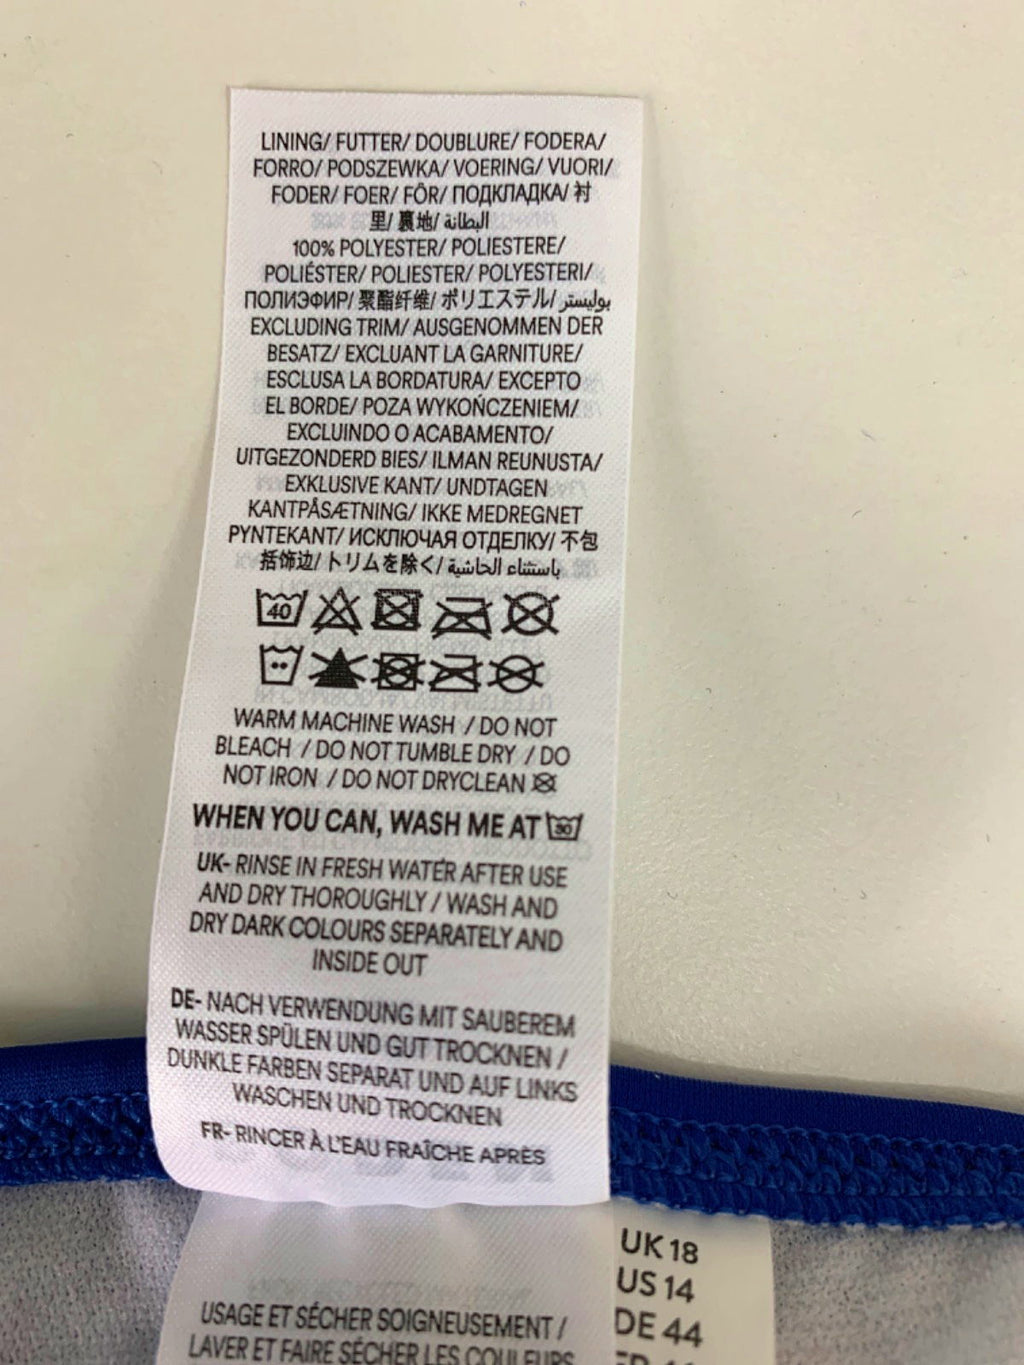 LINING/ FUTTER/ DOUBLURE/ FODERA/
FORRO/ PODSZEWKA/ VOERING/ VUORI/
FODER/ FOER/ FÔR/ ПОДКЛАДКА/ 衬
里/ 裏地/ البطانة
100% POLYESTER/ POLIESTERE/
POLIÉSTER/ POLIESTER/ POLYESTERI/
ПОЛИЭФИР/ 聚酯纤维/ ポリエステル/ بوليستر
EXCLUDING TRIM/ AUSGENOMMEN DER
BESATZ/ EXCLUANT LA GARNITURE/
ESCLUSA LA BORDATURA/ EXCEPTO
EL BORDE/ POZA WYKOŃCZENIEM/
EXCLUINDO O ACABAMENTO/
UITGEZONDERD BIES/ ILMAN REUNUSTA/
EXKLUSIVE KANT/ UNDTAGEN
KANTPÅSÆTNING/ IKKE MEDREGNET
PYNTEKANT/ ИСКЛЮЧАЯ ОТДЕЛКУ/ 不包
括饰边/ トリムを除く/ باستثناء الحاشية
40
WARM MACHINE WASH / DO NOT
BLEACH / DO NOT TUMBLE DRY / DO
NOT IRON / DO NOT DRYCLEAN
WHEN YOU CAN, WASH ME AT 30
UK- RINSE IN FRESH WATER AFTER USE
AND DRY THOROUGHLY / WASH AND
DRY DARK COLOURS SEPARATELY AND
INSIDE OUT
DE- NACH VERWENDUNG MIT SAUBEREM
WASSER SPÜLEN UND GUT TROCKNEN /
DUNKLE FARBEN SEPARAT UND AUF LINKS
WASCHEN UND TROCKNEN
FR- RINCER À L'EAU FRAÎCHE APRÈS
USAGE ET SÉCHER SOIGNEUSEMENT /
LAVER ET FAIRE SÉCHER LES COULEURS
UK 18
US 14
DE 44